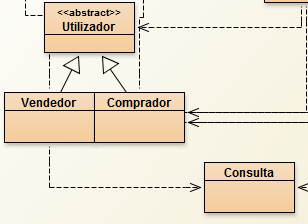 <<abstract>>
Utilizador
Vendedor
Comprador
Consulta